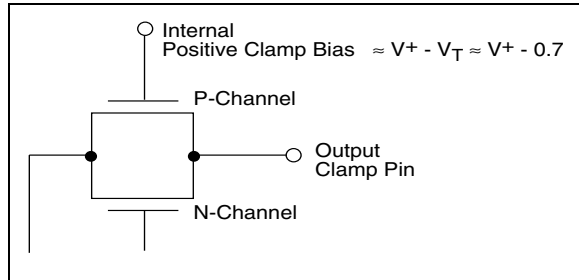 Internal
Positive Clamp Bias ≈ V+ - VT ≈ V+ - 0.7
P-Channel
Output
Clamp Pin
N-Channel